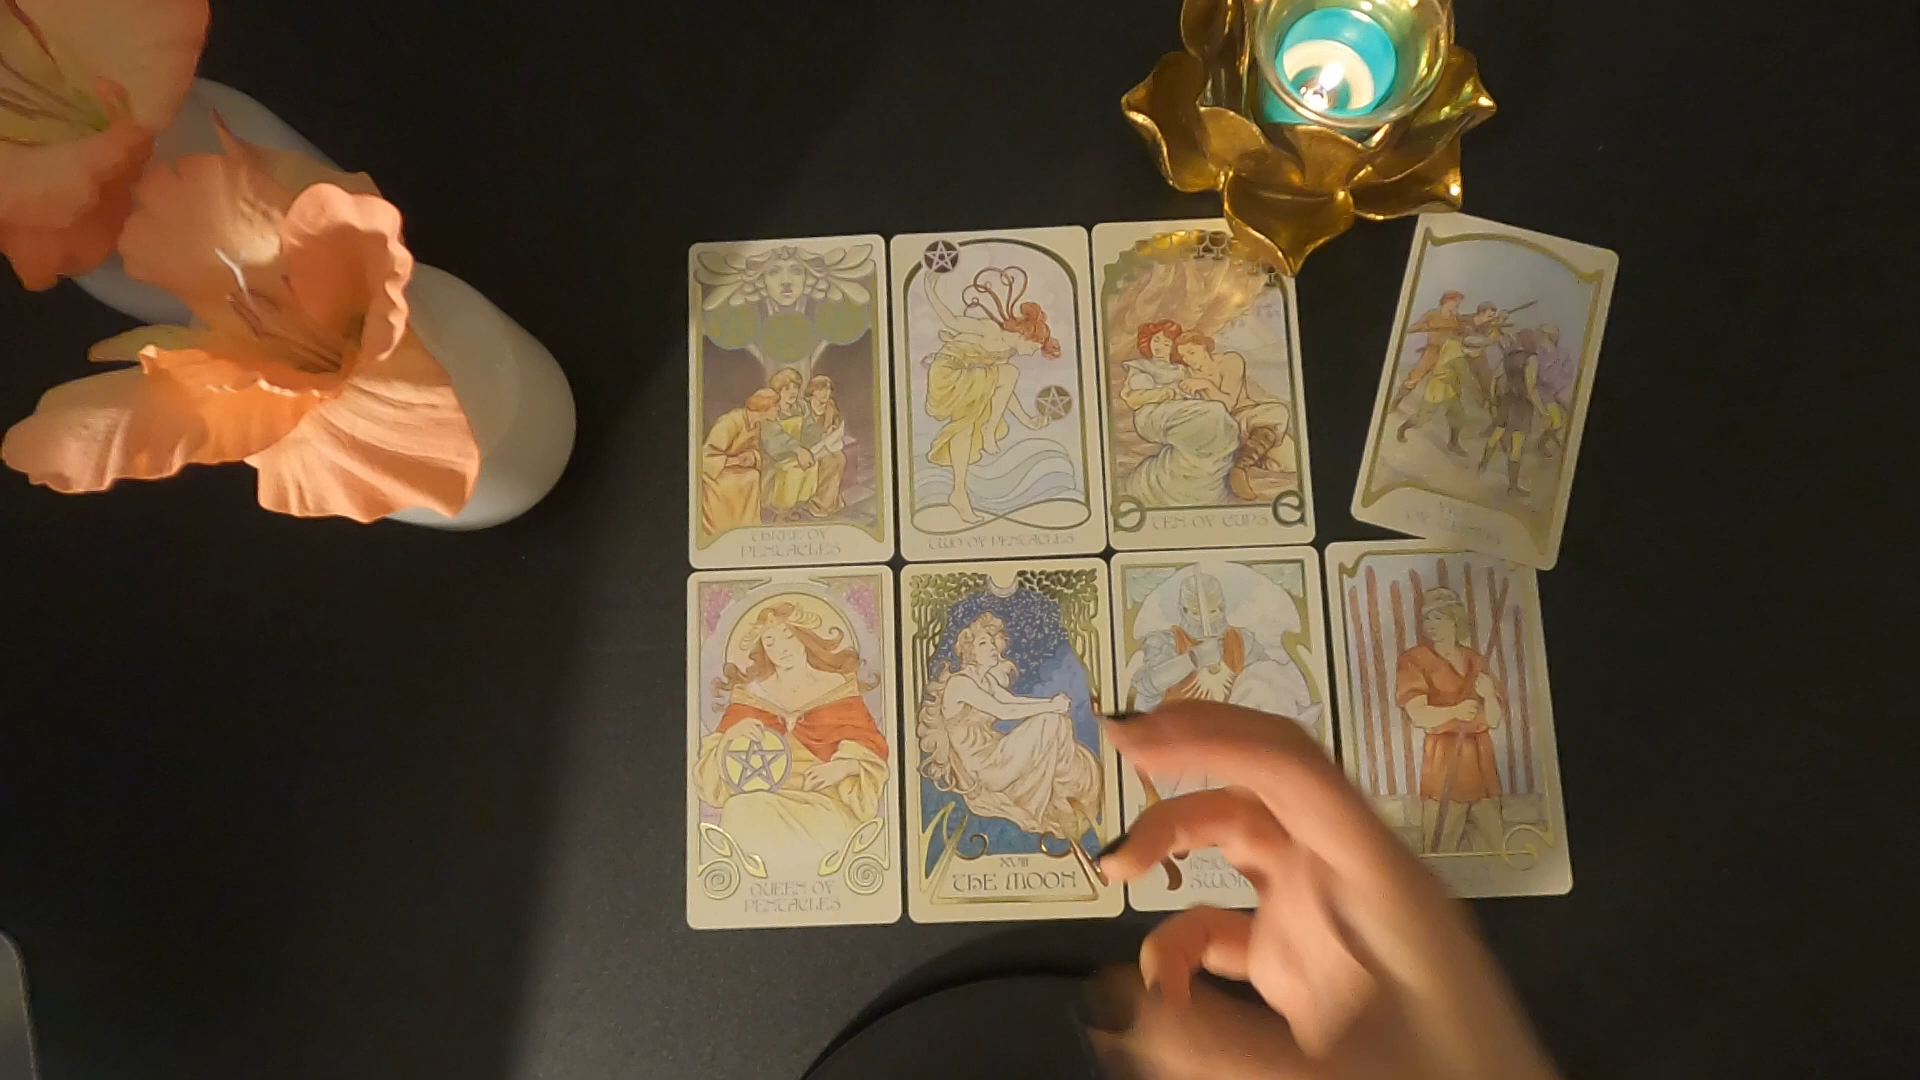 THREE OF
PENTACLES
TWO OF PENTACLES
TEN OF CUPS
QUEEN OF
PENTACLES
XVIII
THE MOON